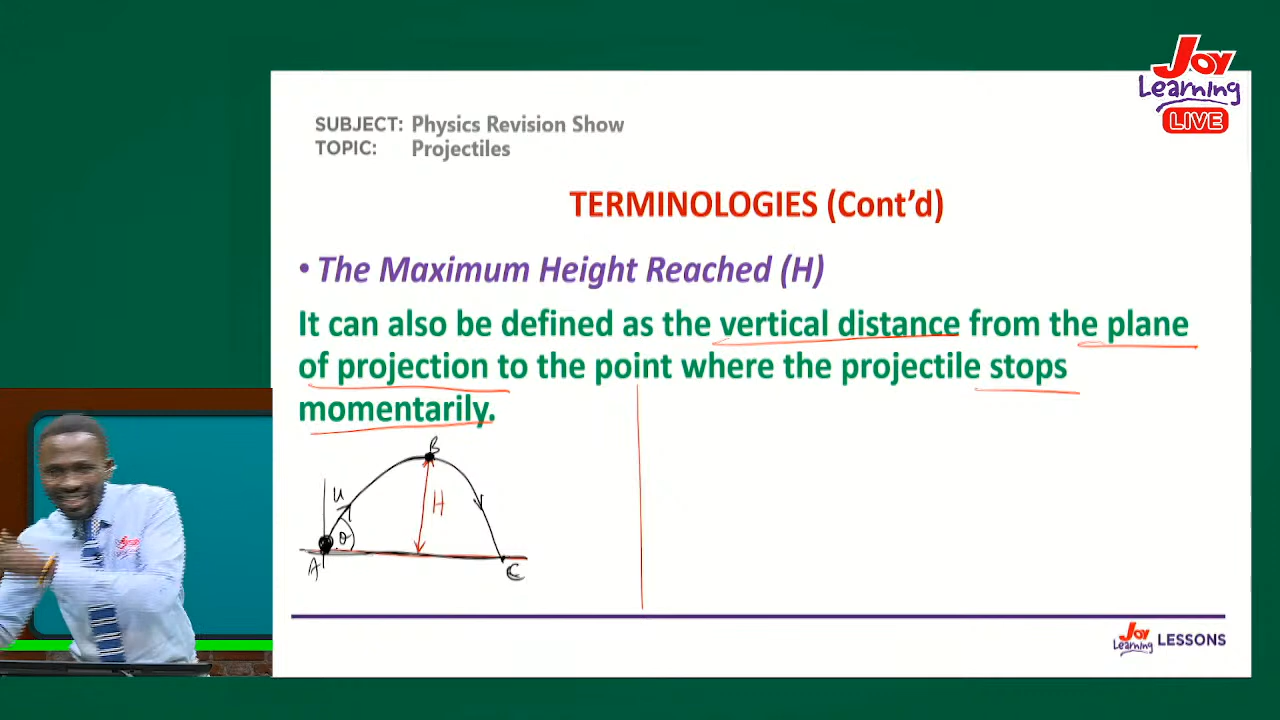 Joy
Learning
LIVE
SUBJECT: Physics Revision Show
TOPIC: Projectiles
TERMINOLOGIES (Cont’d)
• The Maximum Height Reached (H)
It can also be defined as the vertical distance from the plane
of projection to the point where the projectile stops
momentarily.
B
u
H
θ
A
C
Joy
Learning
LESSONS